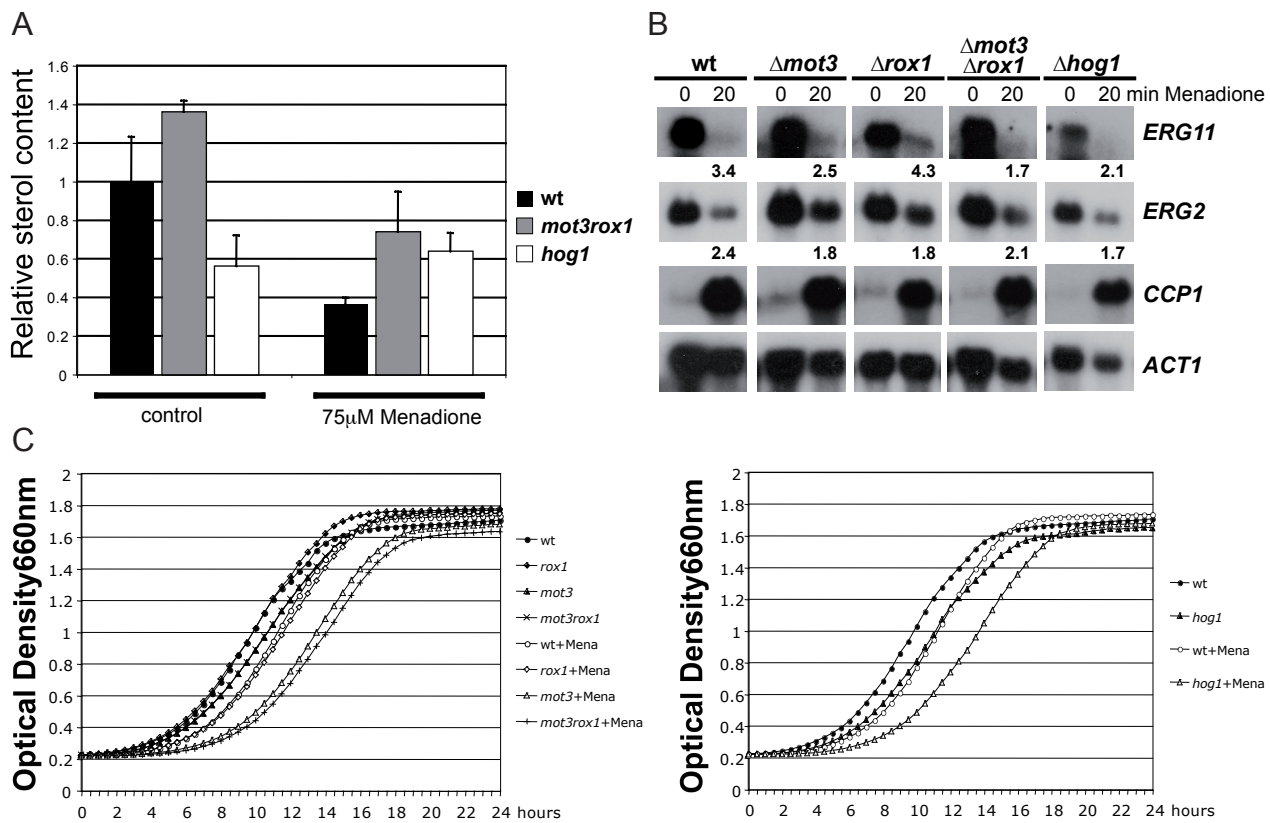 A
Relative sterol content
1.6
1.4
1.2
1
0.8
0.6
0.4
0.2
0
control
75µM Menadione
wt
mot3rox1
hog1
B
wt
Δmot3
Δrox1
Δmot3
Δrox1
Δhog1
0 20 0 20 0 20 0 20 0 20 min Menadione
ERG11
3.4 2.5 4.3 1.7 2.1
ERG2
2.4 1.8 1.8 2.1 1.7
CCP1
ACT1
C
Optical Density660nm
2
1.8
1.6
1.4
1.2
1
0.8
0.6
0.4
0.2
0
0 2 4 6 8 10 12 14 16 18 20 22 24 hours
wt
rox1
mot3
mot3rox1
wt+Mena
rox1+Mena
mot3+Mena
mot3rox1+Mena
Optical Density660nm
2
1.8
1.6
1.4
1.2
1
0.8
0.6
0.4
0.2
0
0 2 4 6 8 10 12 14 16 18 20 22 24 hours
wt
hog1
wt+Mena
hog1+Mena